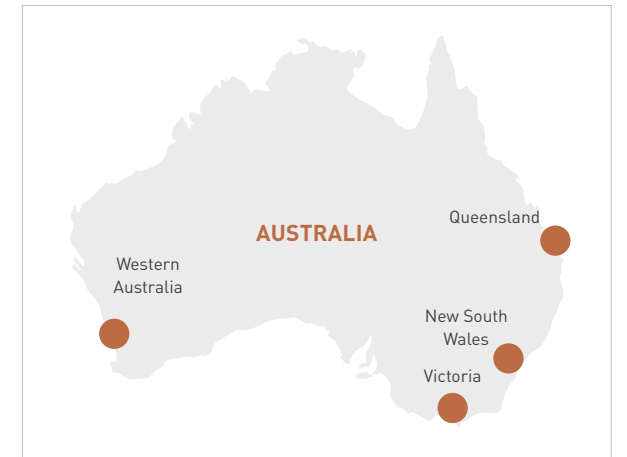 Queensland
AUSTRALIA
Western
Australia
New South
Wales
Victoria